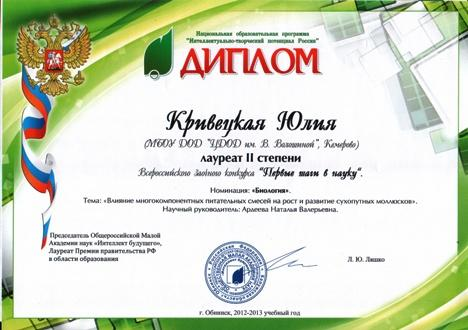 Национальная образовательная программа
"Интеллектуально-творческий потенциал России"
ДИПЛОМ
Кривецкая Юлия
(МБОУ ДОД "ЦДОД им. В. Волошиной", Кемерово)
лауреат II степени
Всероссийского заочного конкурса "Первые шаги в науку".
Номинация: «Биология».
Тема: «Влияние многокомпонентных питательных смесей на рост и развитие сухопутных моллюсков».
Научный руководитель: Ардеева Наталья Валерьевна.
Председатель Общероссийской Малой
Академии наук «Интеллект будущего»,
Лауреат Премии правительства РФ
в области образования
Л. Ю. Ляшко
г. Обнинск, 2012-2013 учебный год